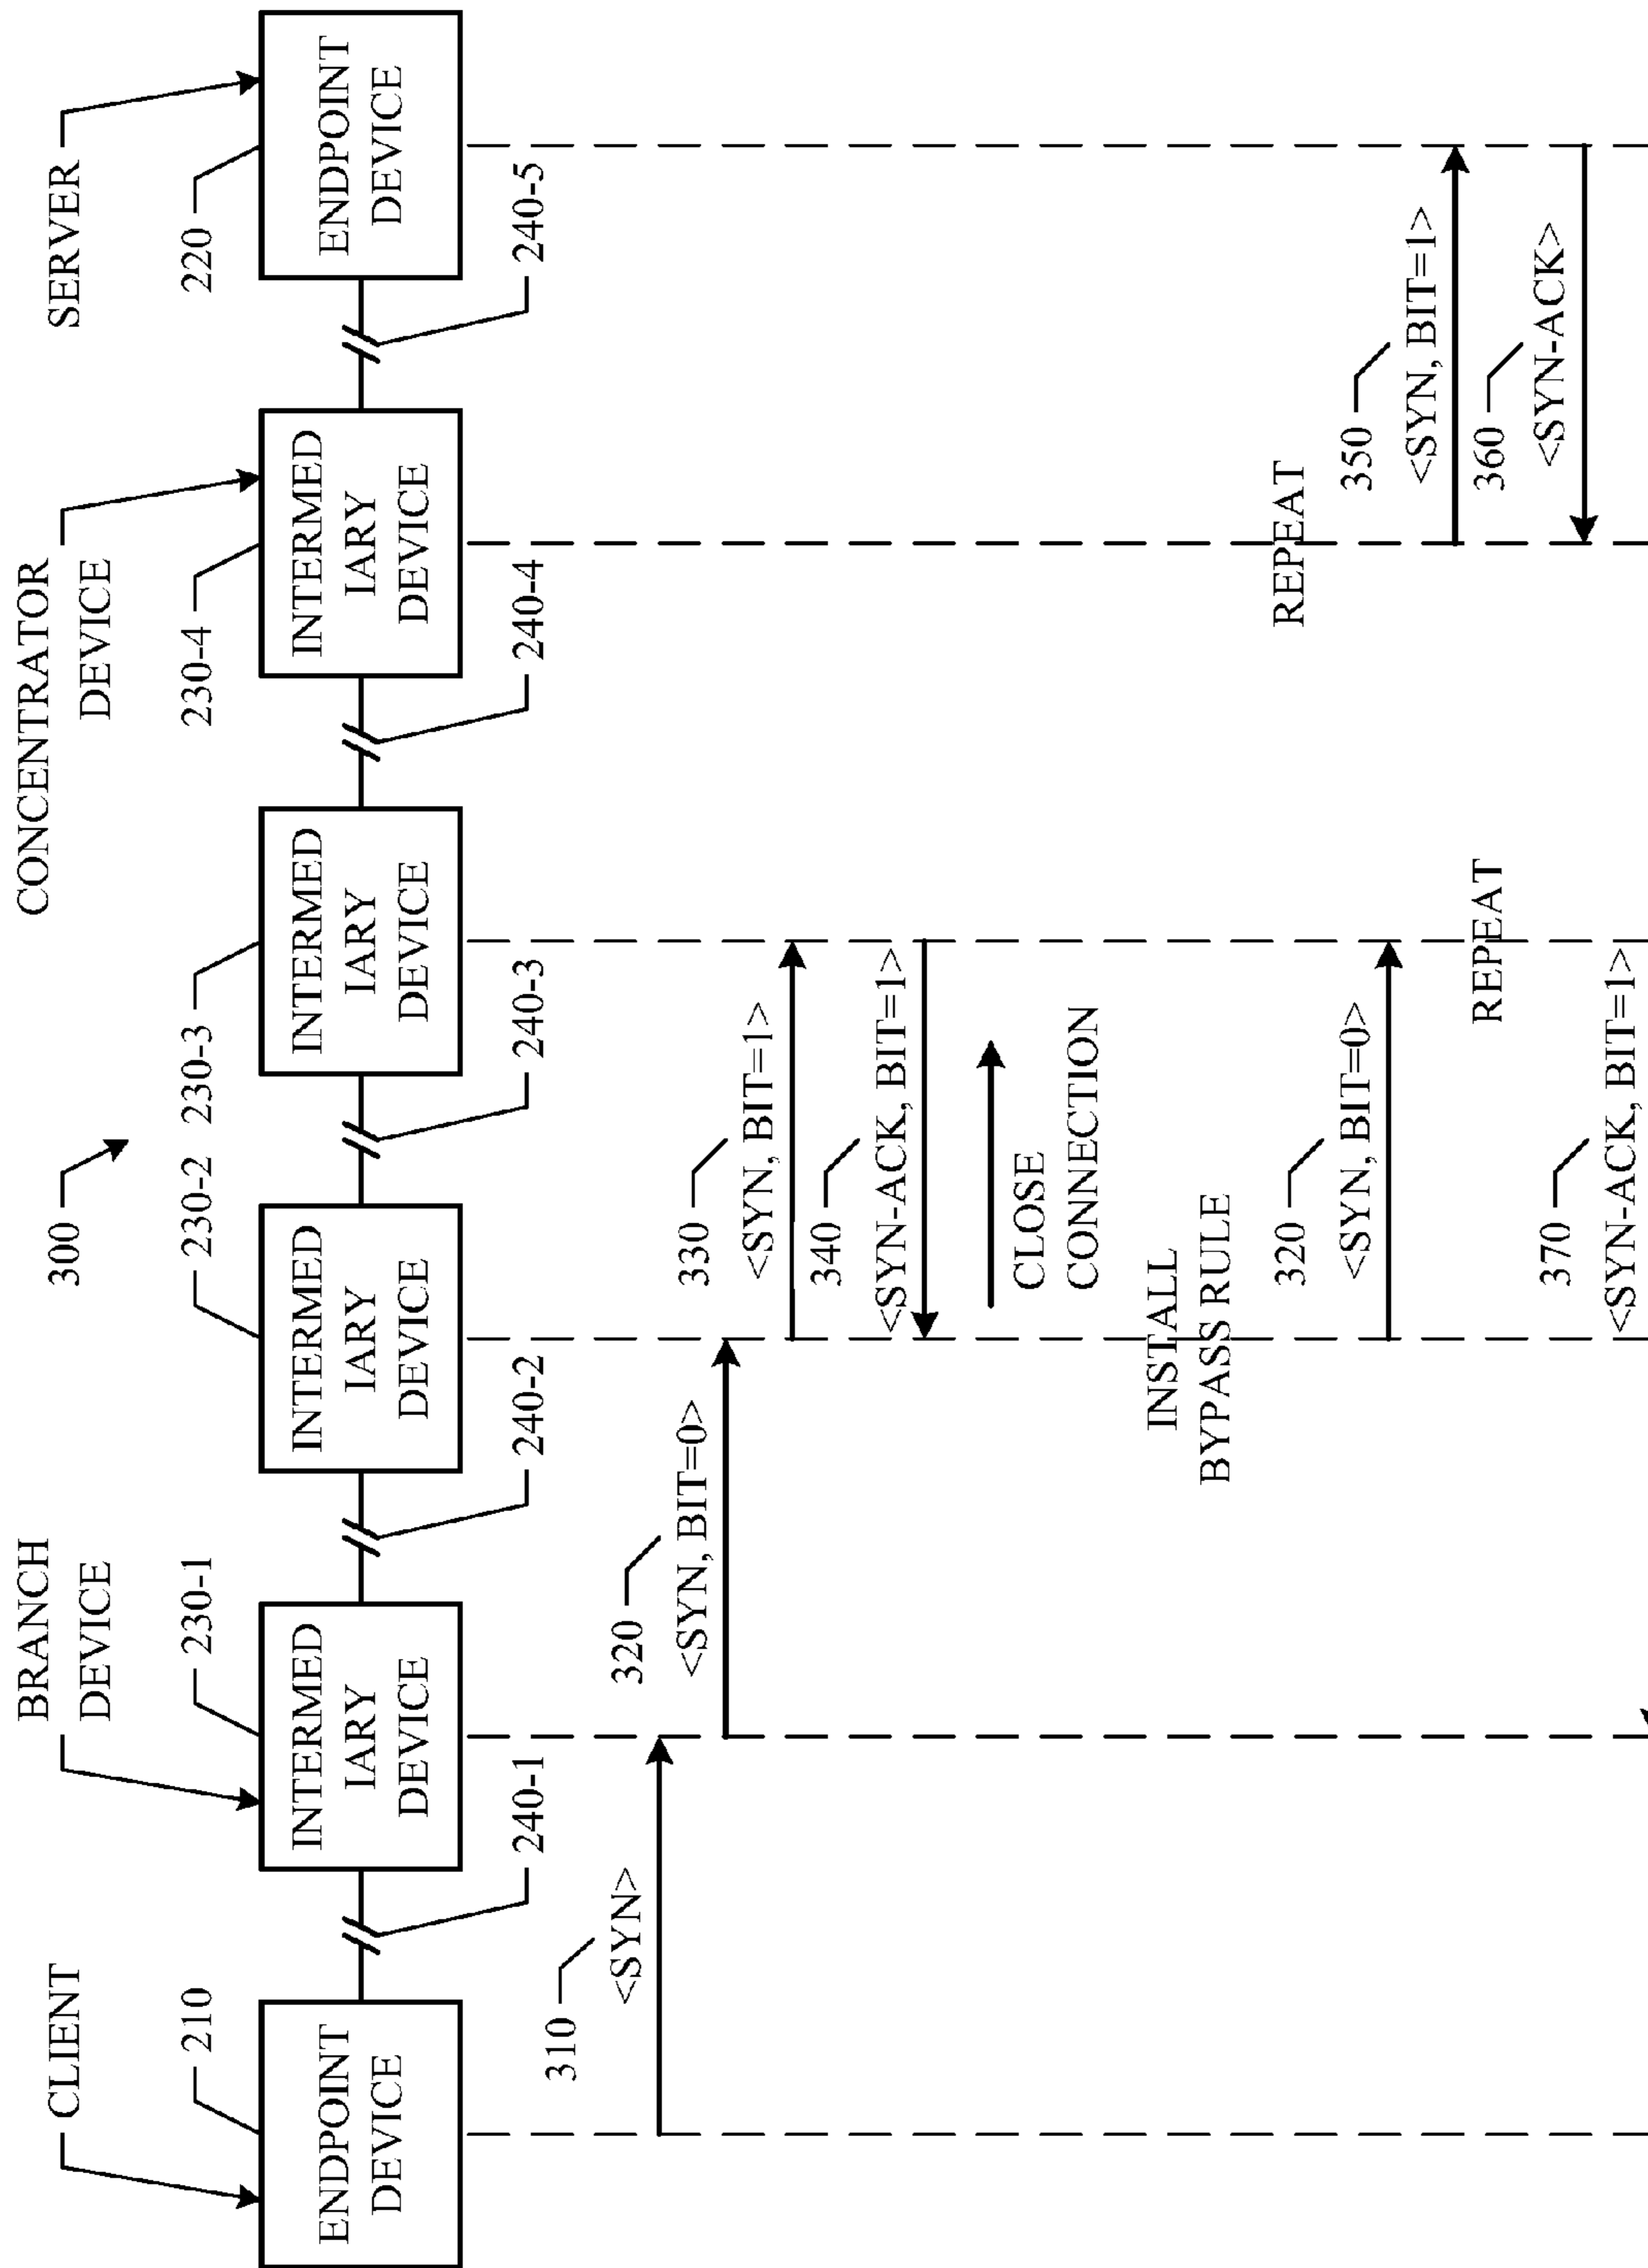 300
CLIENT
BRANCH
DEVICE
CONCENTRATOR
DEVICE
SERVER
210
230-1
230-2
230-3
230-4
220
ENDPOINT
DEVICE
INTERMED
IARY
DEVICE
INTERMED
IARY
DEVICE
INTERMED
IARY
DEVICE
INTERMED
IARY
DEVICE
ENDPOINT
DEVICE
240-1
240-2
240-3
240-4
240-5
310
<SYN>
320
<SYN, BIT=0>
330
<SYN, BIT=1>
340
<SYN-ACK, BIT=1>
CLOSE
CONNECTION
INSTALL
BYPASS RULE
REPEAT
320
<SYN, BIT=0>
350
<SYN, BIT=1>
REPEAT
360
<SYN-ACK>
370
<SYN-ACK, BIT=1>